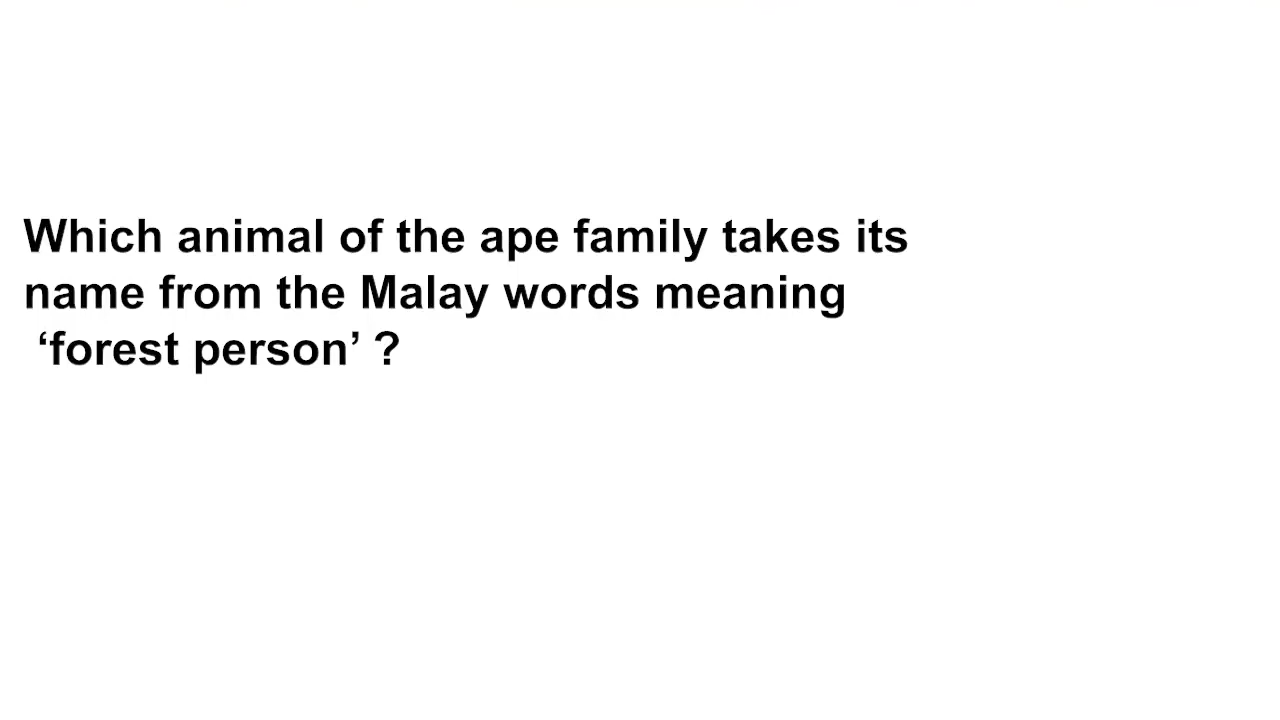 Which animal of the ape family takes its
name from the Malay words meaning
‘forest person’ ?